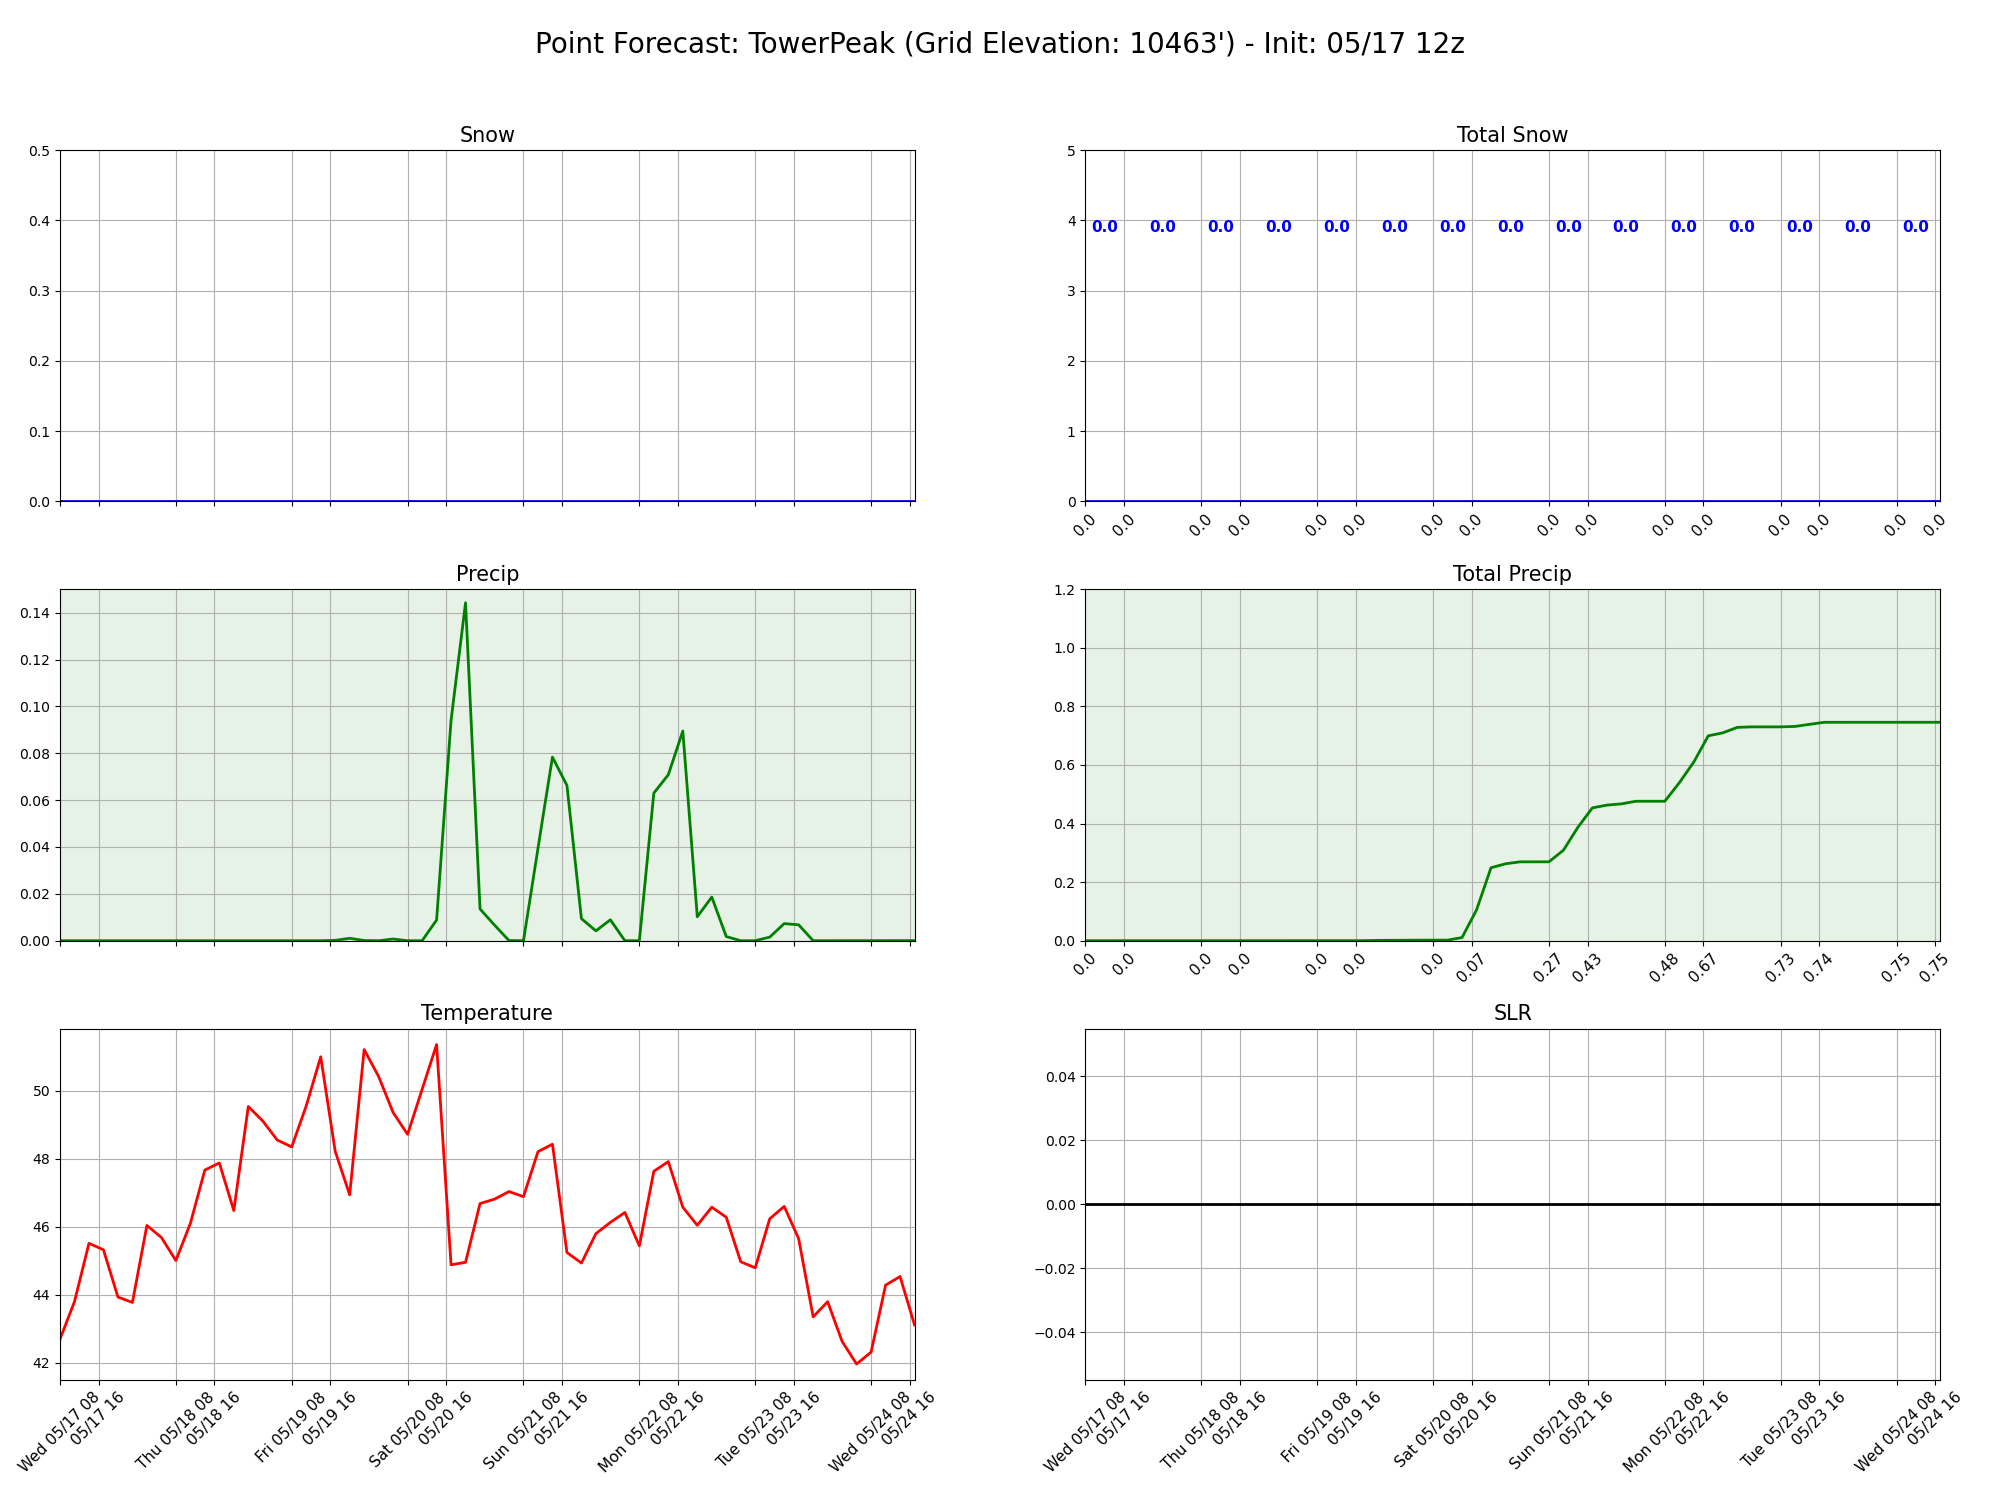 Point Forecast: TowerPeak (Grid Elevation: 10463') - Init: 05/17 12z
Snow
0.5
0.4
0.3
0.2
0.1
0.0
Total Snow
5
4
3
2
1
0
0.0 0.0 0.0 0.0 0.0 0.0 0.0 0.0 0.0 0.0 0.0 0.0 0.0 0.0 0.0
0.0 0.0 0.0 0.0 0.0 0.0 0.0 0.0 0.0 0.0 0.0 0.0 0.0 0.0 0.0 0.0
Precip
0.14
0.12
0.10
0.08
0.06
0.04
0.02
0.00
Total Precip
1.2
1.0
0.8
0.6
0.4
0.2
0.0
0.0 0.0 0.0 0.0 0.0 0.0 0.0 0.07 0.27 0.43 0.48 0.67 0.73 0.74 0.75 0.75
Temperature
50
48
46
44
42
Wed 05/17 08
05/17 16
Thu 05/18 08
05/18 16
Fri 05/19 08
05/19 16
Sat 05/20 08
05/20 16
Sun 05/21 08
05/21 16
Mon 05/22 08
05/22 16
Tue 05/23 08
05/23 16
Wed 05/24 08
05/24 16
SLR
0.04
0.02
0.00
−0.02
−0.04
Wed 05/17 08
05/17 16
Thu 05/18 08
05/18 16
Fri 05/19 08
05/19 16
Sat 05/20 08
05/20 16
Sun 05/21 08
05/21 16
Mon 05/22 08
05/22 16
Tue 05/23 08
05/23 16
Wed 05/24 08
05/24 16